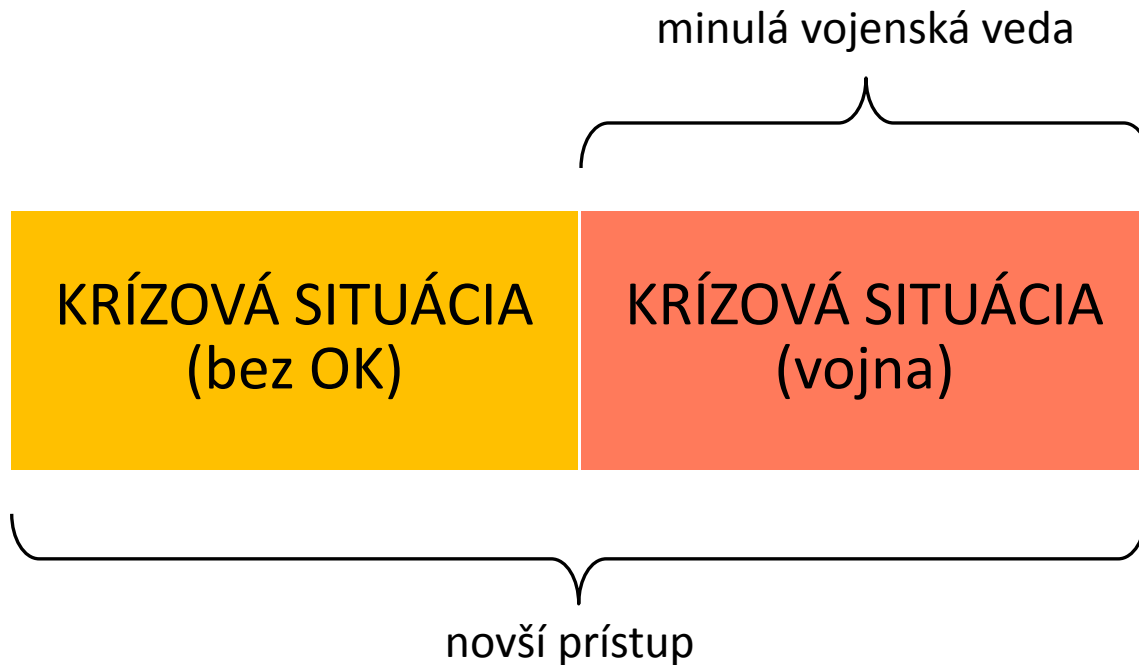 minulá vojenská veda
KRÍZOVÁ SITUÁCIA
(bez OK)
KRÍZOVÁ SITUÁCIA
(vojna)
novší prístup